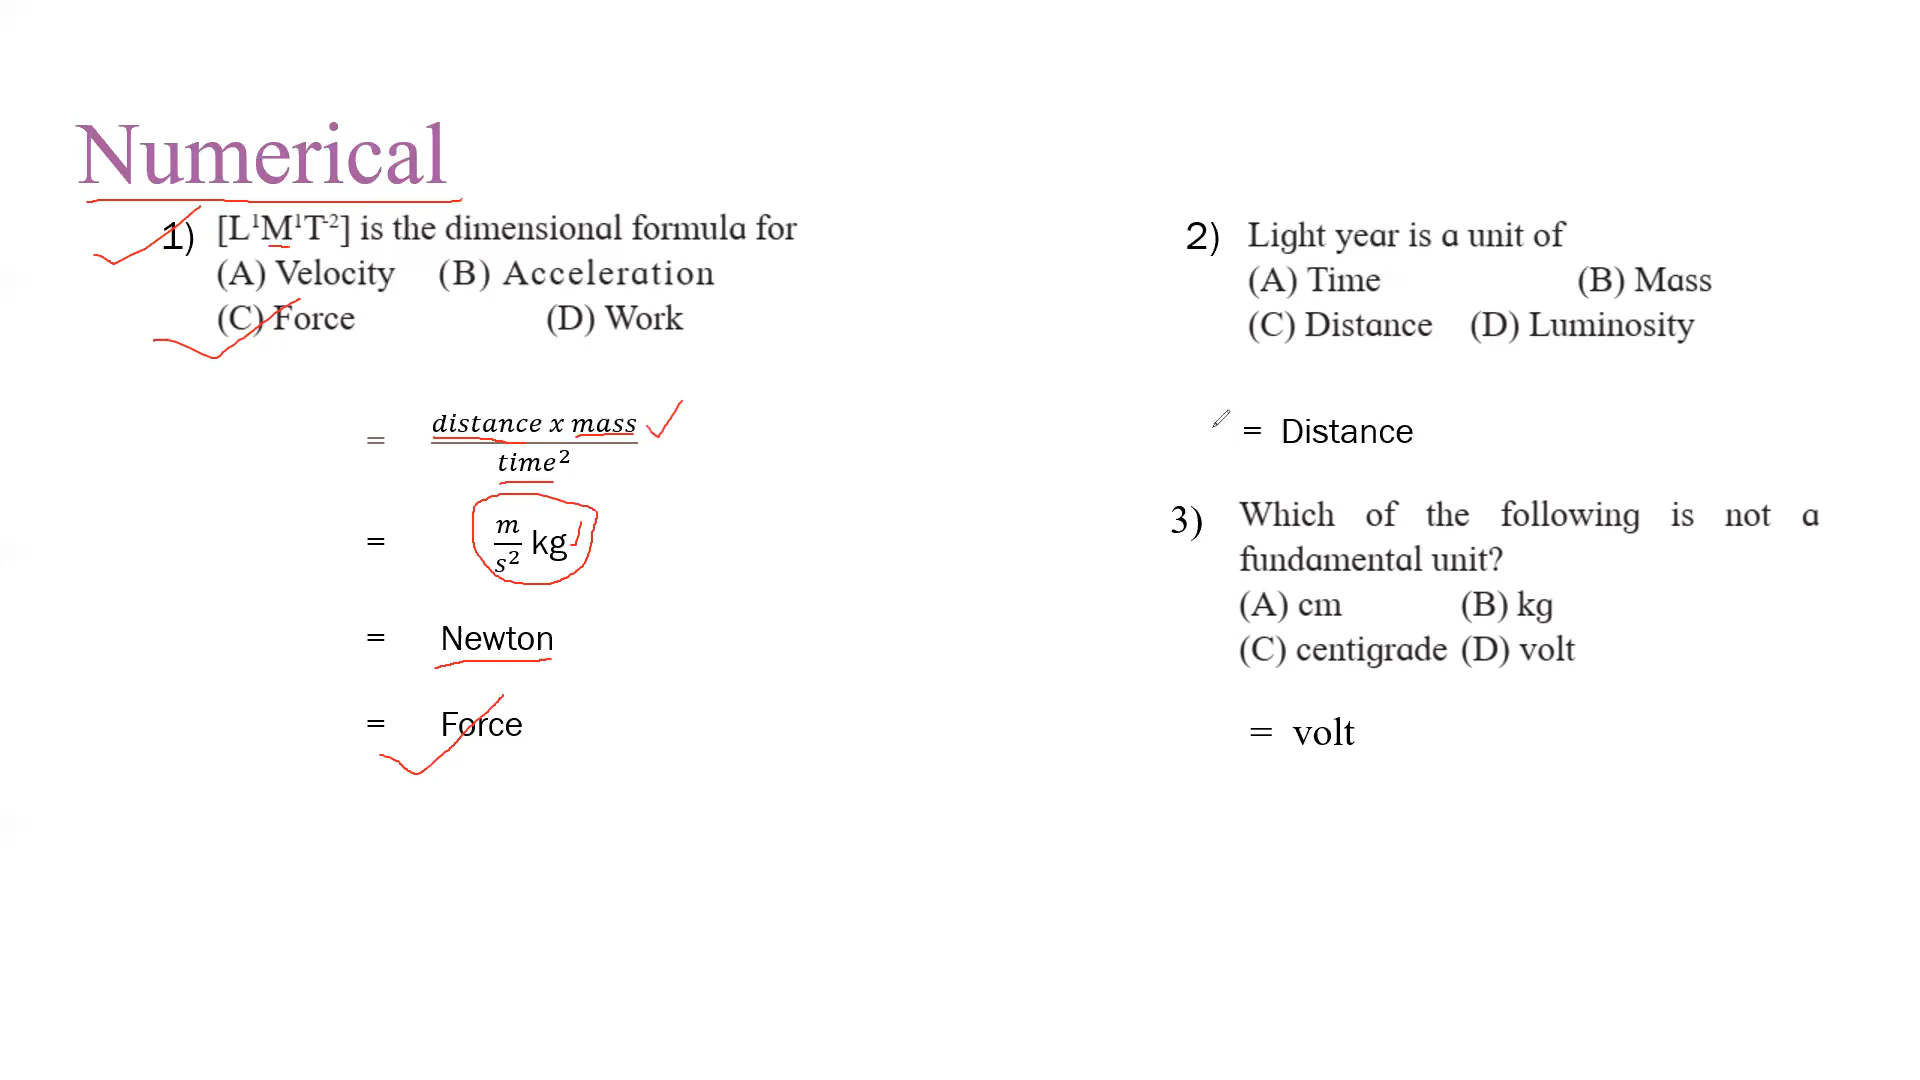 Numerical
1) [L¹M¹T⁻²] is the dimensional formula for
(A) Velocity (B) Acceleration
(C) Force (D) Work
= distance x mass / time²
= m/s² kg
= Newton
= Force
2) Light year is a unit of
(A) Time (B) Mass
(C) Distance (D) Luminosity
= Distance
3) Which of the following is not a
fundamental unit?
(A) cm (B) kg
(C) centigrade (D) volt
= volt